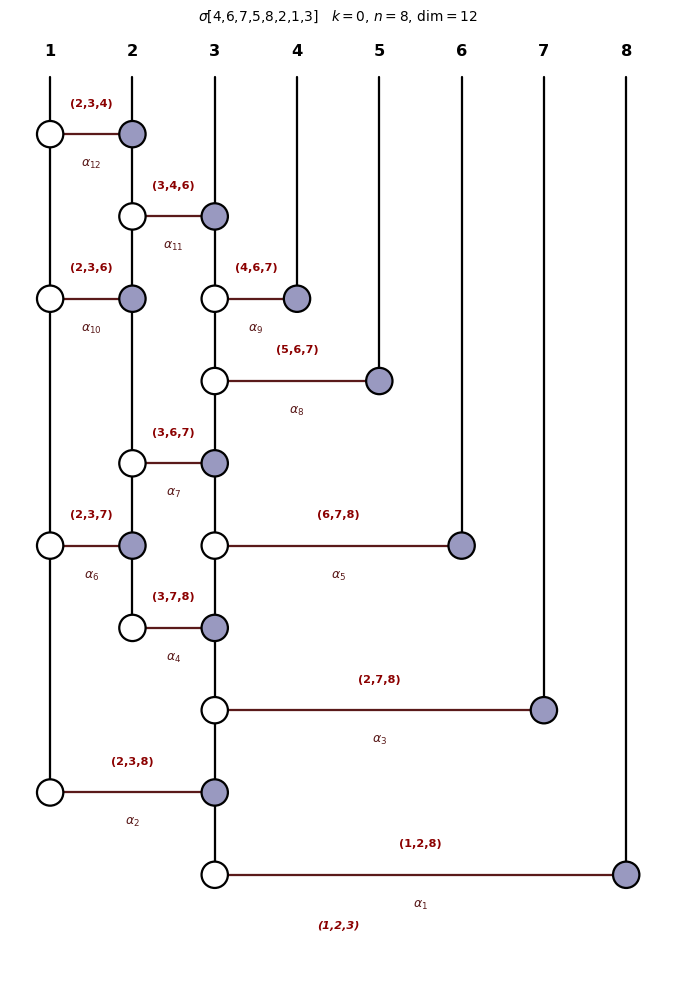 σ[4,6,7,5,8,2,1,3] k=0, n=8, dim=12
1 2 3 4 5 6 7 8
(2,3,4)
α₁₂
(3,4,6)
α₁₁
(2,3,6) (4,6,7)
α₁₀ α₉
(5,6,7)
α₈
(3,6,7)
α₇
(2,3,7) (6,7,8)
α₆ α₅
(3,7,8)
α₄
(2,7,8)
α₃
(2,3,8)
α₂
(1,2,8)
α₁
(1,2,3)